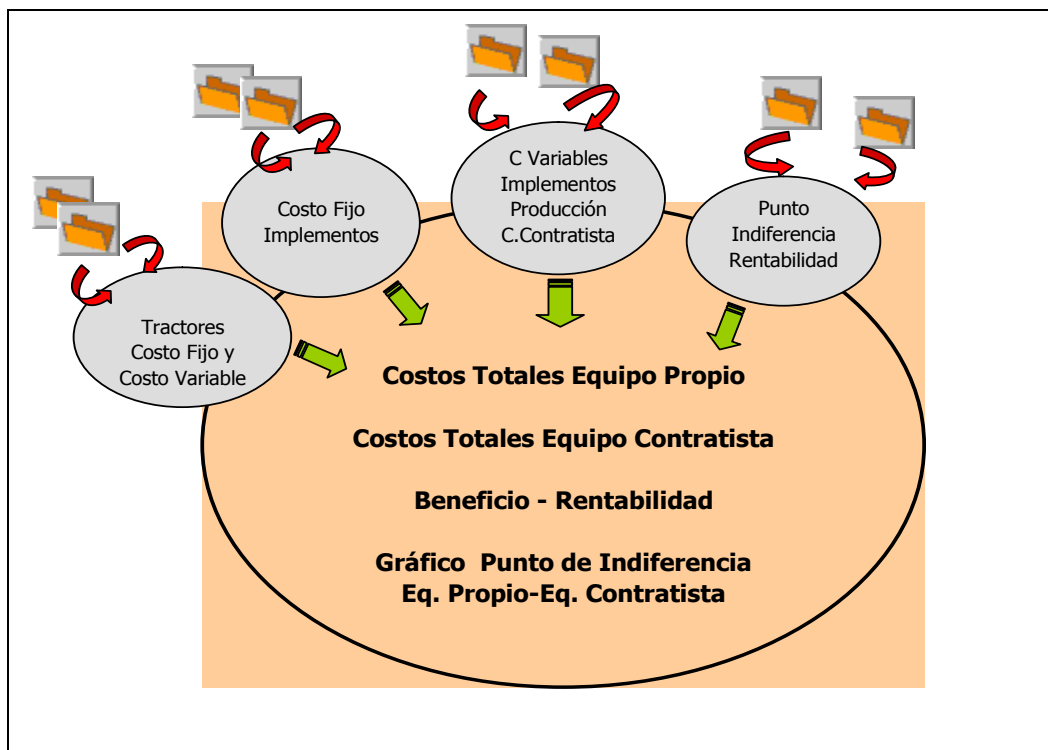 C Variables
Implementos
Producción
C.Contratista
Costo Fijo
Implementos
Punto
Indiferencia
Rentabilidad
Tractores
Costo Fijo y
Costo Variable
Costos Totales Equipo Propio
Costos Totales Equipo Contratista
Beneficio - Rentabilidad
Gráfico Punto de Indiferencia
Eq. Propio-Eq. Contratista